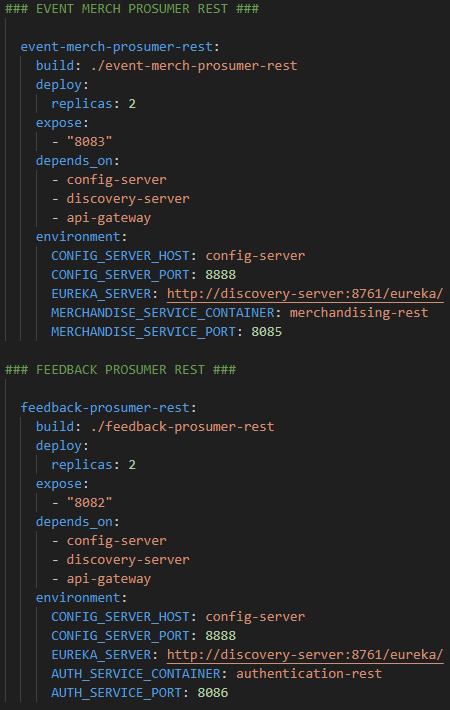 ### EVENT MERCH PROSUMER REST ###
event-merch-prosumer-rest:
build: ./event-merch-prosumer-rest
deploy:
replicas: 2
expose:
- "8083"
depends_on:
- config-server
- discovery-server
- api-gateway
environment:
CONFIG_SERVER_HOST: config-server
CONFIG_SERVER_PORT: 8888
EUREKA_SERVER: http://discovery-server:8761/eureka/
MERCHANDISE_SERVICE_CONTAINER: merchandising-rest
MERCHANDISE_SERVICE_PORT: 8085
### FEEDBACK PROSUMER REST ###
feedback-prosumer-rest:
build: ./feedback-prosumer-rest
deploy:
replicas: 2
expose:
- "8082"
depends_on:
- config-server
- discovery-server
- api-gateway
environment:
CONFIG_SERVER_HOST: config-server
CONFIG_SERVER_PORT: 8888
EUREKA_SERVER: http://discovery-server:8761/eureka/
AUTH_SERVICE_CONTAINER: authentication-rest
AUTH_SERVICE_PORT: 8086